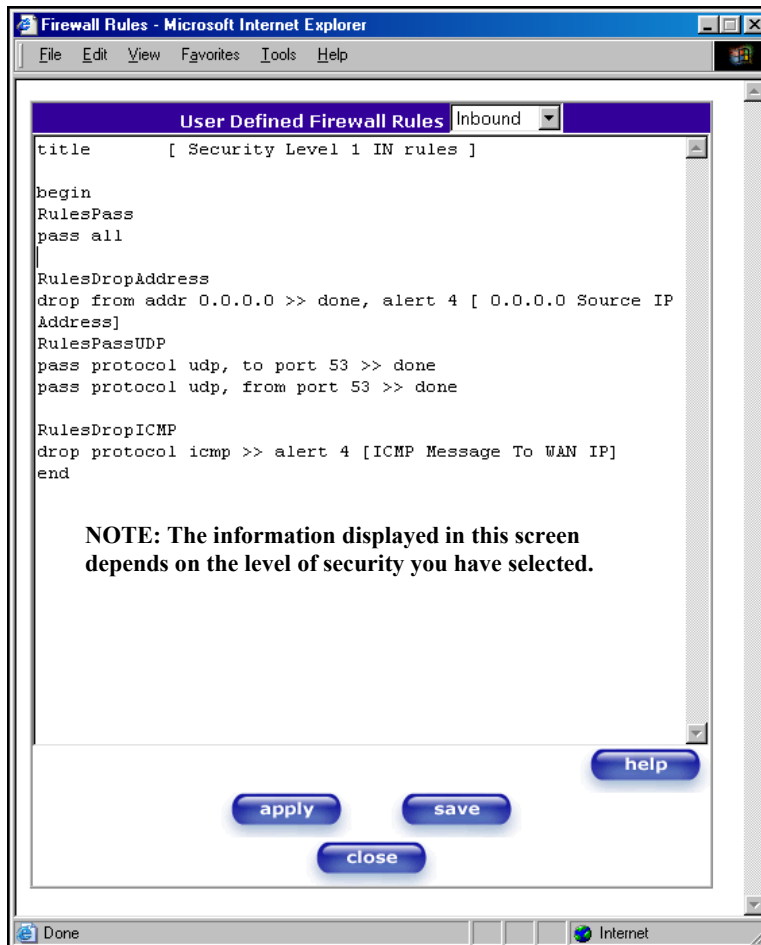 Firewall Rules - Microsoft Internet Explorer
File Edit View Favorites Tools Help
User Defined Firewall Rules Inbound
title [ Security Level 1 IN rules ]
begin
RulesPass
pass all
RulesDropAddress
drop from addr 0.0.0.0 >> done, alert 4 [ 0.0.0.0 Source IP
Address]
RulesPassUDP
pass protocol udp, to port 53 >> done
pass protocol udp, from port 53 >> done
RulesDropICMP
drop protocol icmp >> alert 4 [ICMP Message To WAN IP]
end
NOTE: The information displayed in this screen
depends on the level of security you have selected.
help
apply save
close
Done Internet